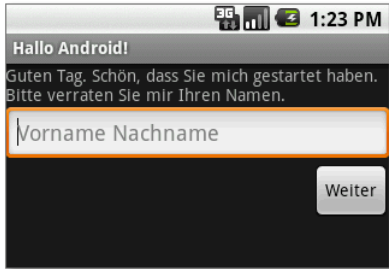 3G 1:23 PM
Hallo Android!
Guten Tag. Schön, dass Sie mich gestartet haben.
Bitte verraten Sie mir Ihren Namen.
Vorname Nachname
Weiter